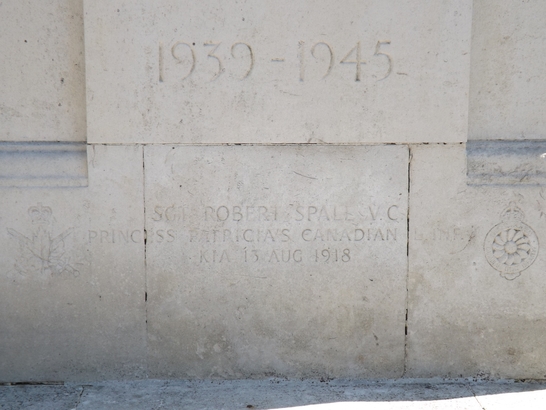 1939 - 1945
SGT ROBERT SPALL V.C.
PRINCESS PATRICIA'S CANADIAN
KIA 13 AUG 1918